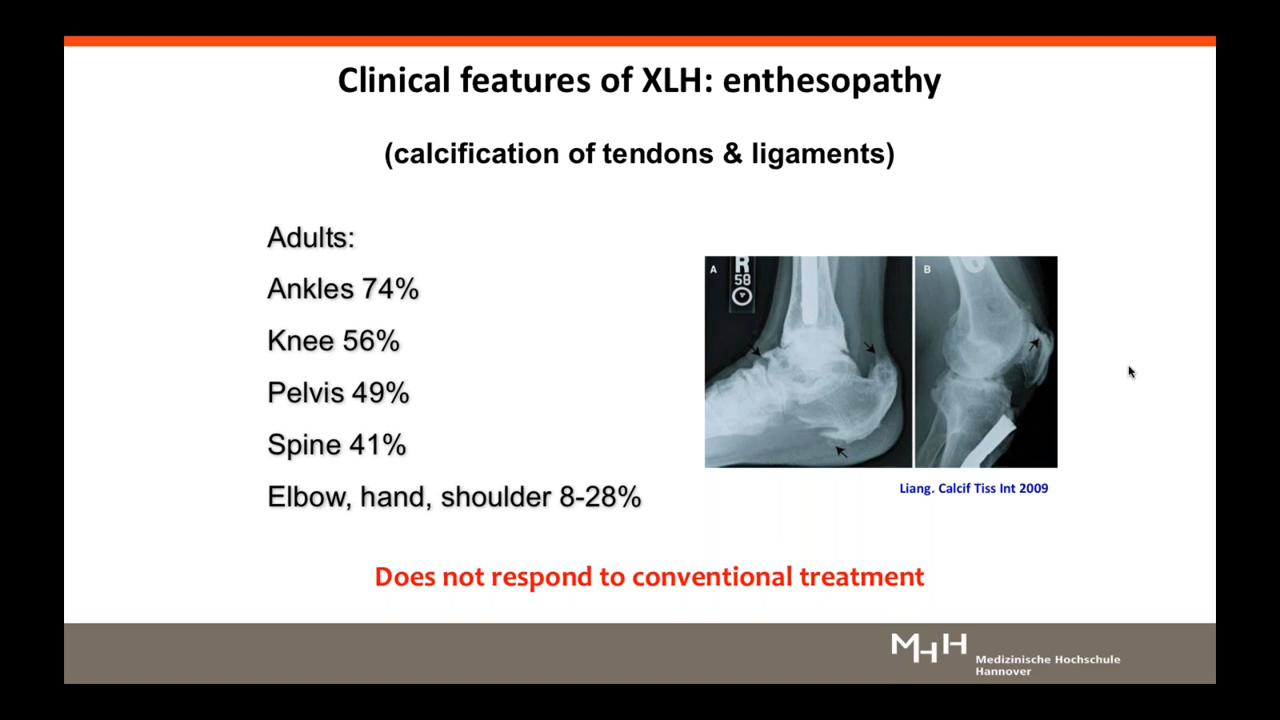 Clinical features of XLH: enthesopathy
(calcification of tendons & ligaments)
Adults:
Ankles 74%
Knee 56%
Pelvis 49%
Spine 41%
Elbow, hand, shoulder 8-28%
A
R
58
B
Liang. Calcif Tiss Int 2009
Does not respond to conventional treatment
MHH
Medizinische Hochschule
Hannover